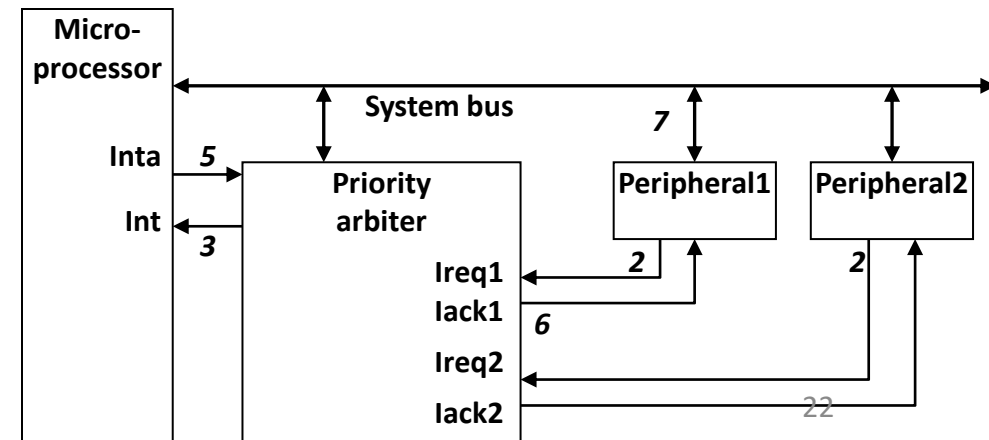 Micro-
processor
System bus
7
Inta
5
Priority
arbiter
Peripheral1
Peripheral2
Int
3
2
2
Ireq1
Iack1
6
Ireq2
Iack2
22